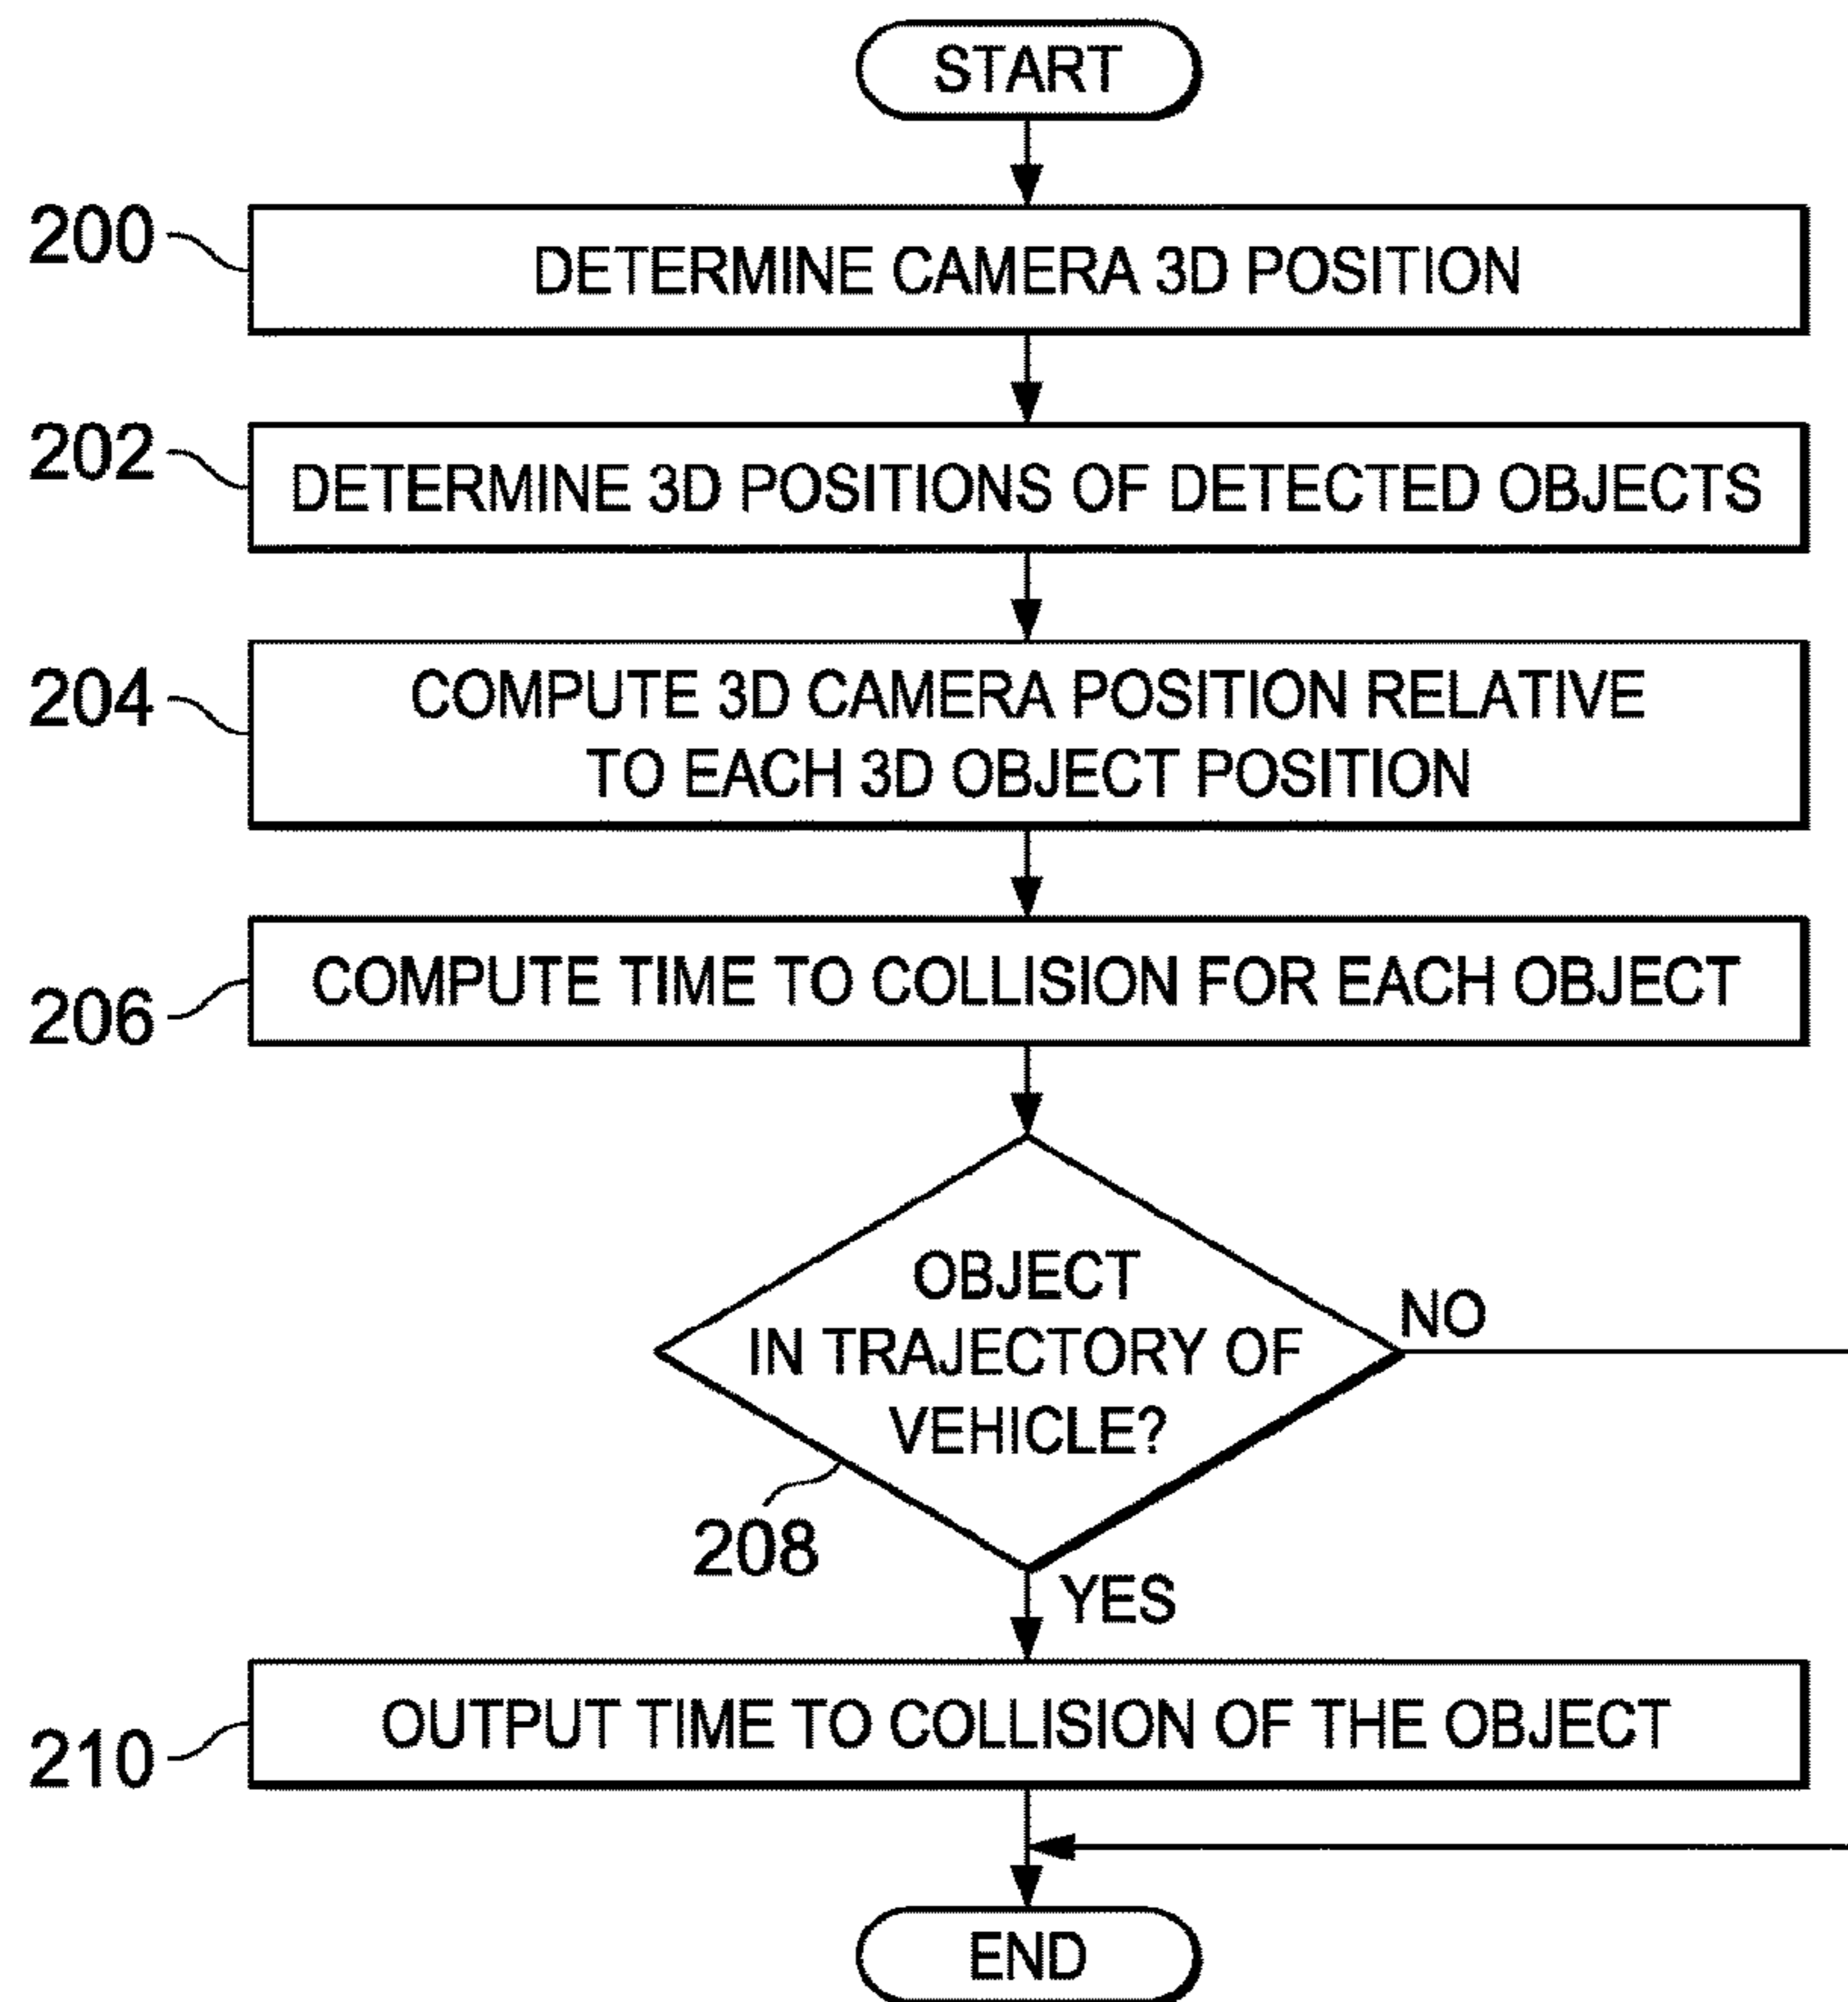 START
200
DETERMINE CAMERA 3D POSITION
202
DETERMINE 3D POSITIONS OF DETECTED OBJECTS
204
COMPUTE 3D CAMERA POSITION RELATIVE
TO EACH 3D OBJECT POSITION
206
COMPUTE TIME TO COLLISION FOR EACH OBJECT
OBJECT
IN TRAJECTORY OF
VEHICLE?
NO
208
YES
210
OUTPUT TIME TO COLLISION OF THE OBJECT
END